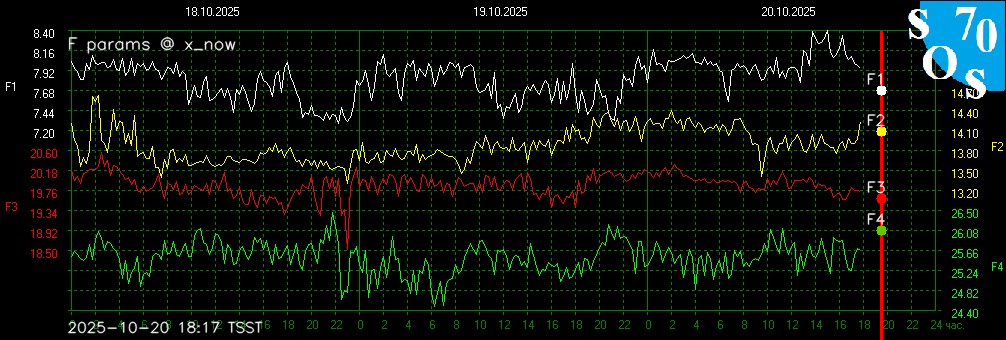 18.10.2025 19.10.2025 20.10.2025
F params @ x_now
SOS 70
8.40
8.16
7.92
7.68
7.44
7.20
F1
20.60
20.18
19.76
19.34
18.92
18.50
F3
F1
F2
F3
F4
14.70
14.40
14.10
13.80
13.50
13.20
F2
26.50
26.08
25.66
25.24
24.82
24.40
F4
2025-10-20 18:17 TSST
8 20 22 0 2 4 6 8 10 12 14 16 18 20 22 0 2 4 6 8 10 12 14 16 18 20 22 24 час.